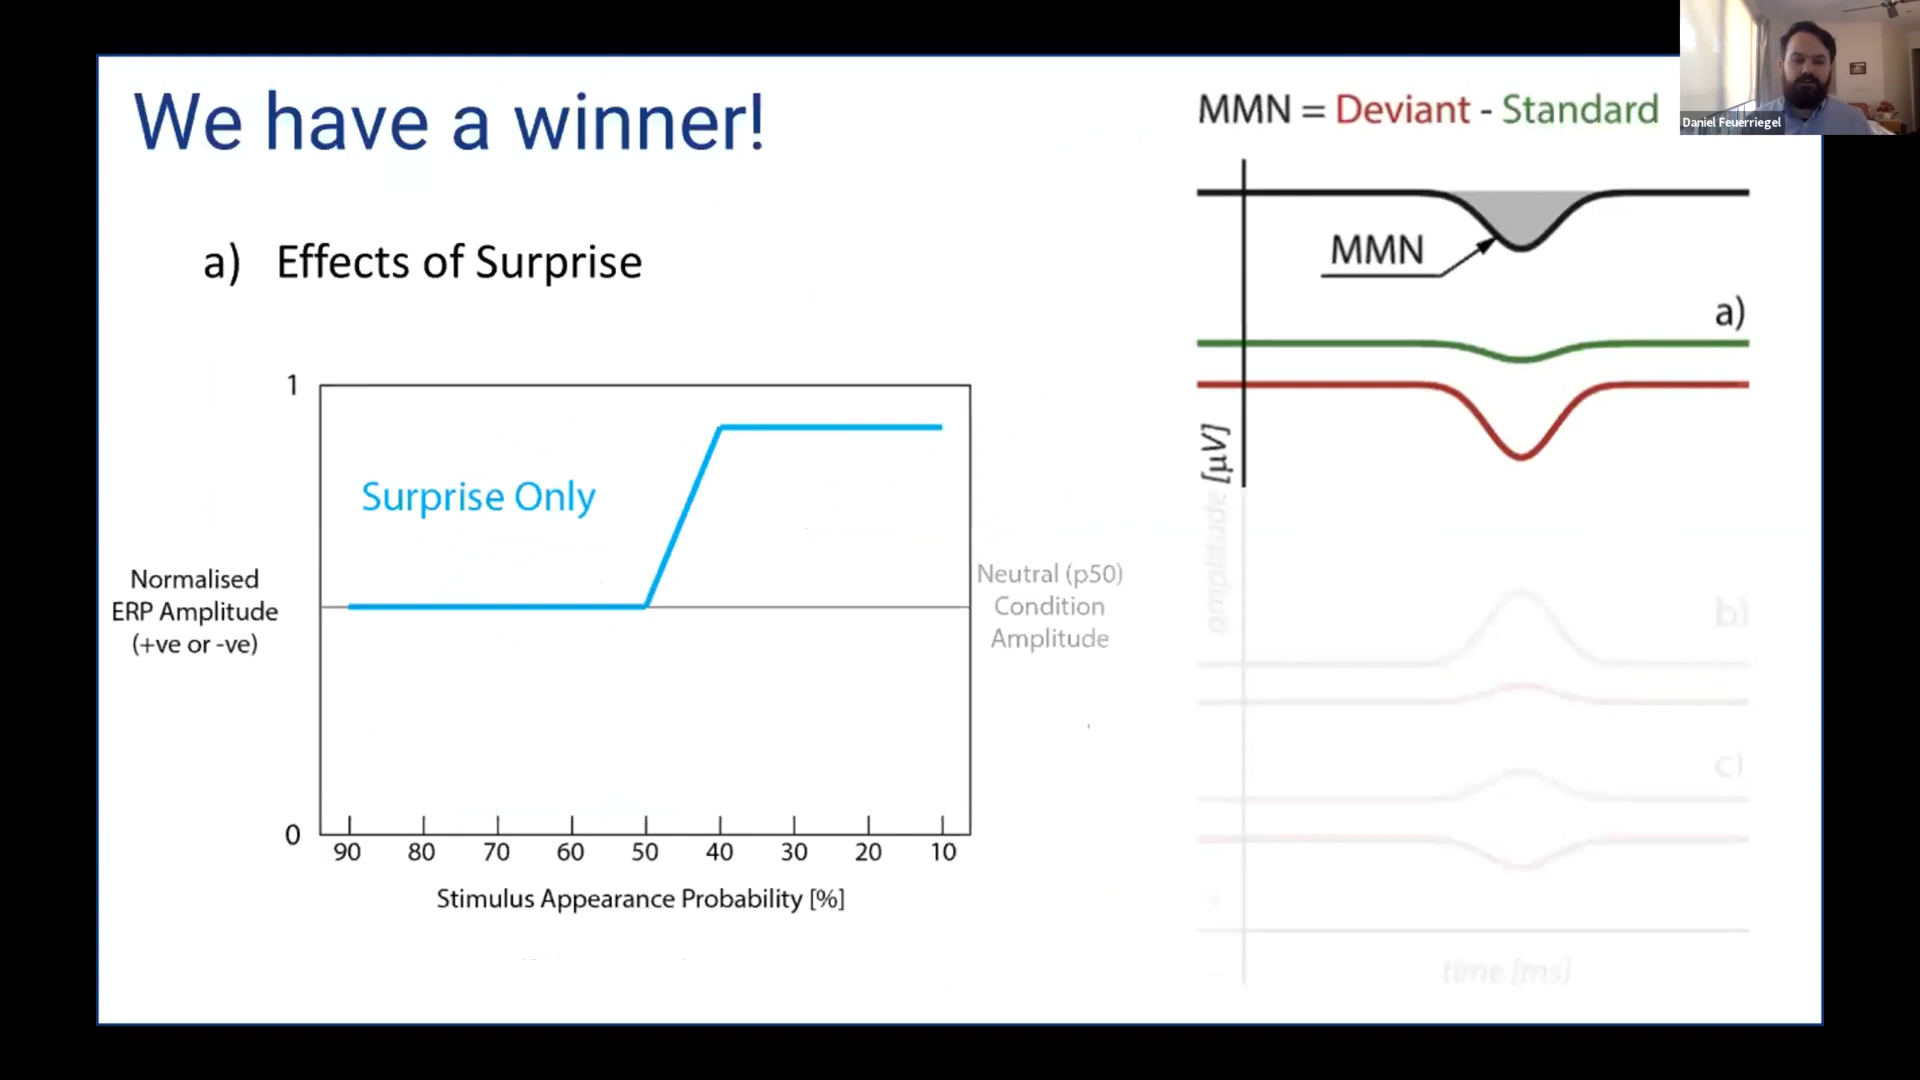 We have a winner!
MMN = Deviant - Standard
Daniel Feuerriegel
a) Effects of Surprise
MMN
a)
1
Surprise Only
Normalised
ERP Amplitude
(+ve or -ve)
Neutral (p50)
Condition
Amplitude
0
90 80 70 60 50 40 30 20 10
Stimulus Appearance Probability [%]
amplitude [µV]
b)
c)
time [ms]